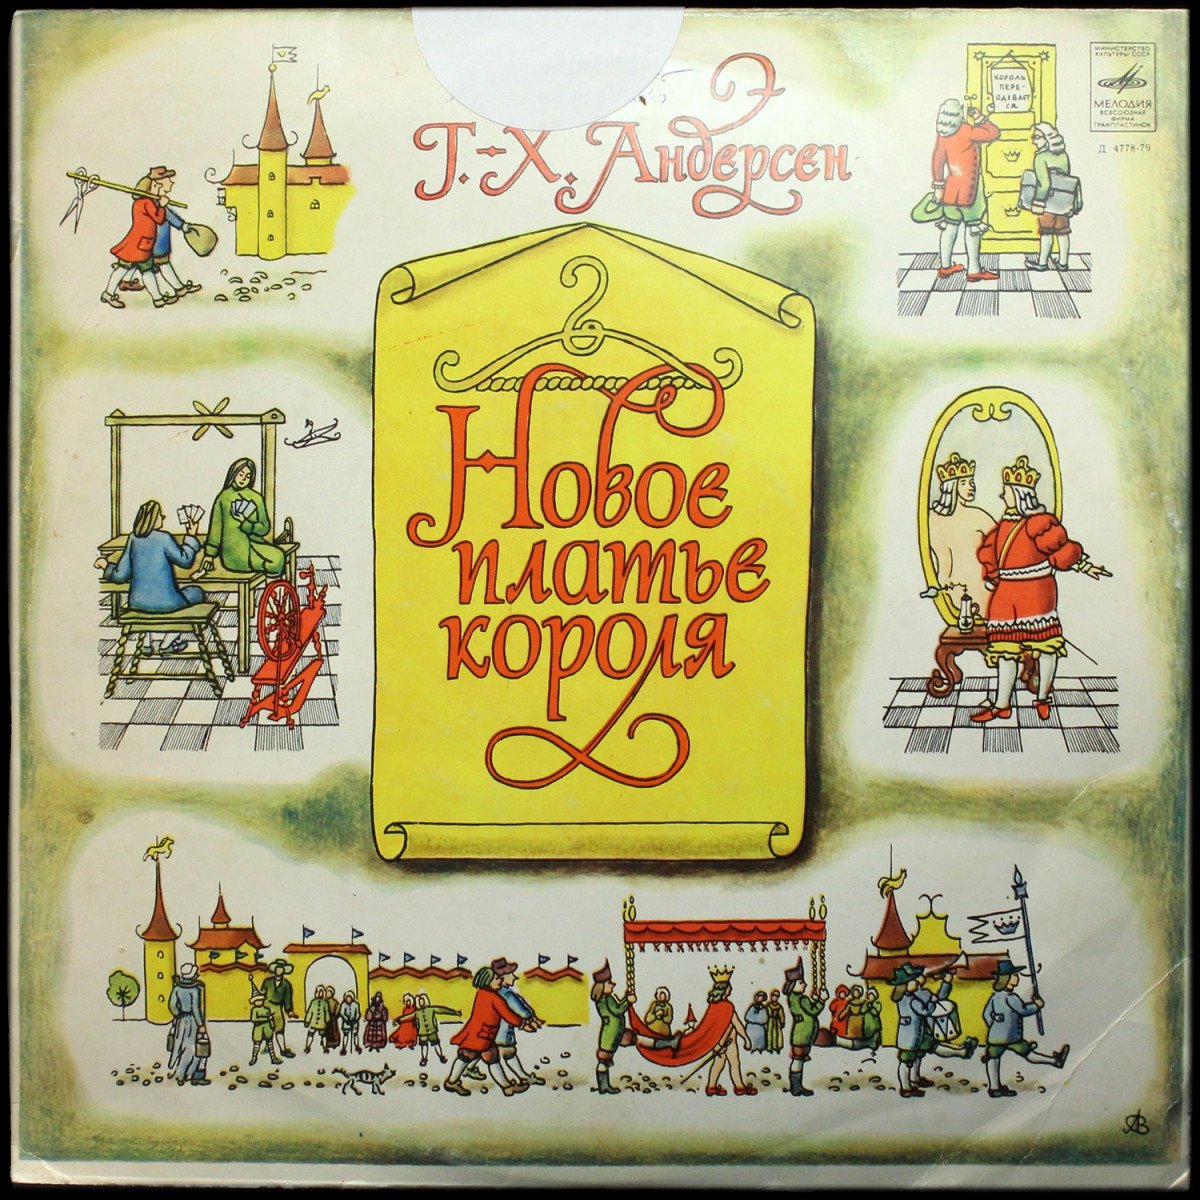 Г.-Х. Андерсен
Новое
платье
короля
КОРОЛЬ
ПЕРЕ-
ОДЕВАЕТ
СЯ
МИНИСТЕРСТВО
КУЛЬТУРЫ СССР
МЕЛОДИЯ
ВСЕСОЮЗНАЯ
ФИРМА
ГРАМПЛАСТИНОК
Д 4778-79